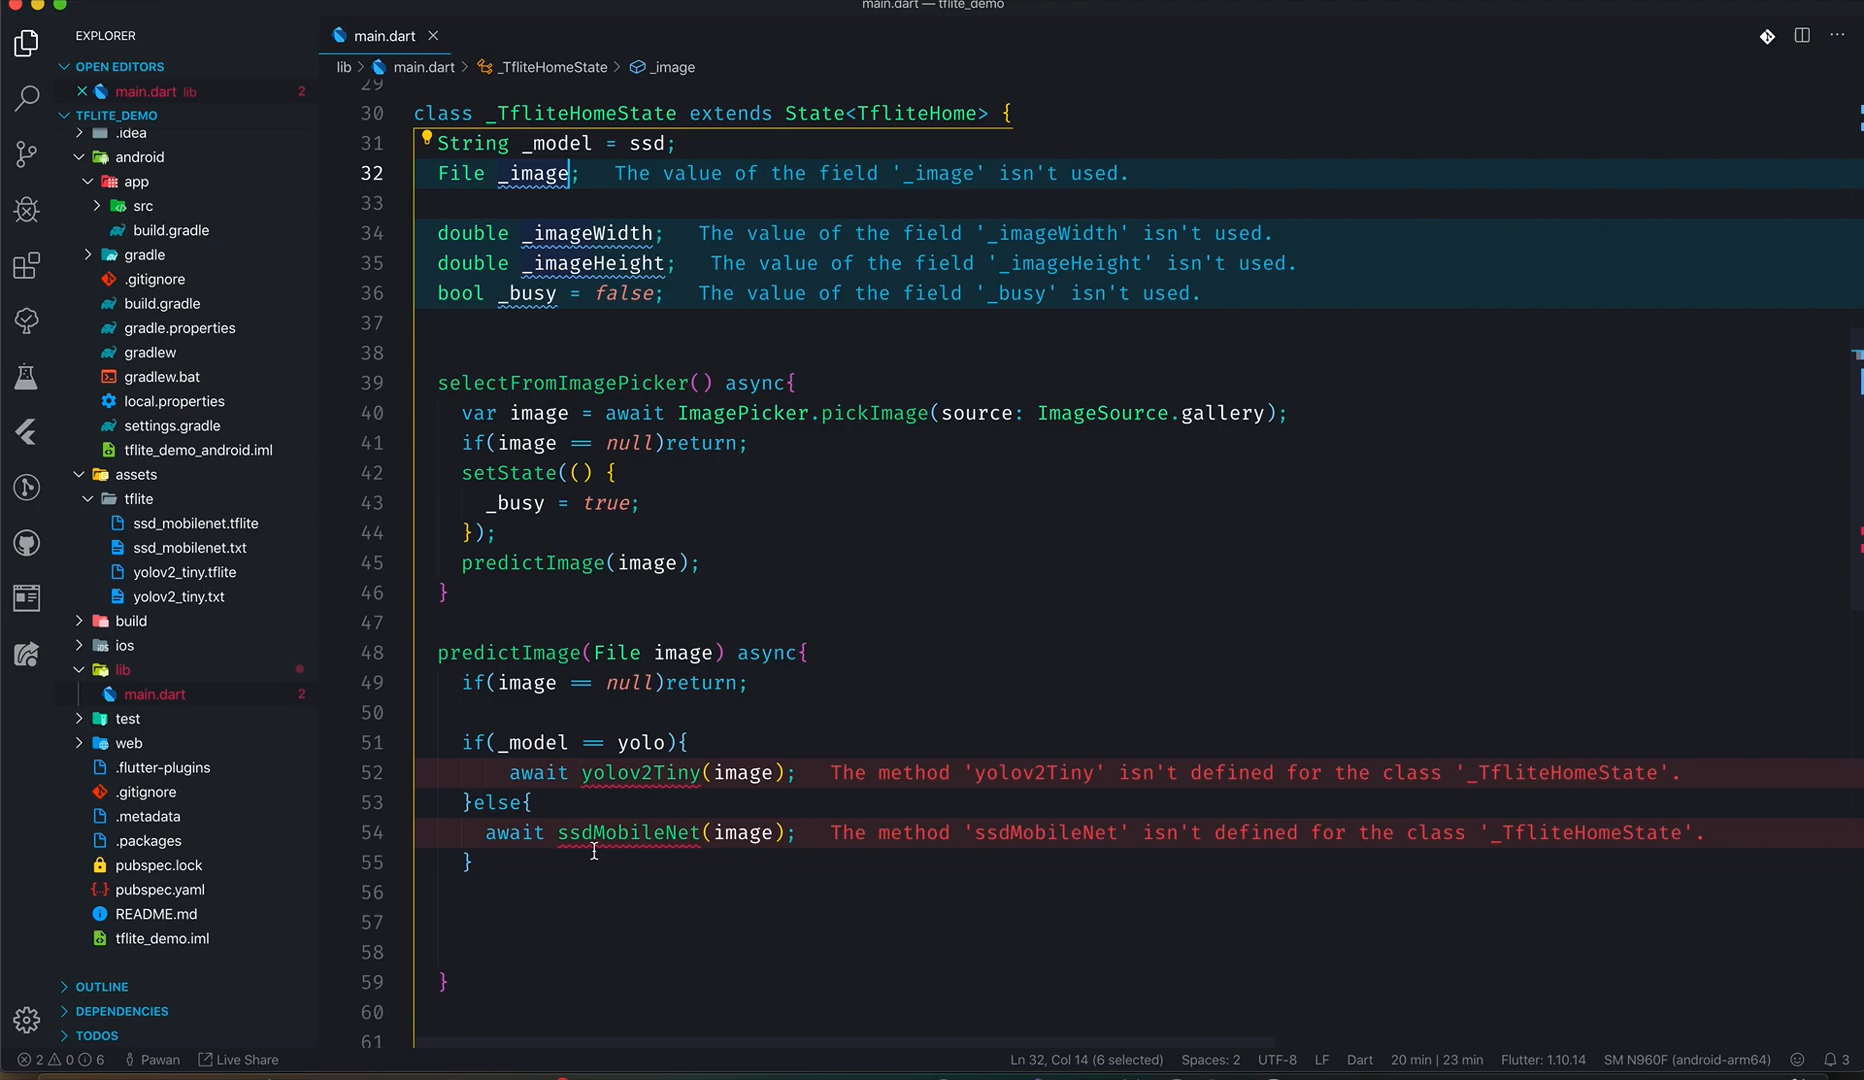 main.dart — tflite_demo
EXPLORER
OPEN EDITORS
main.dart lib 2
TFLITE_DEMO
.idea
android
app
src
build.gradle
gradle
.gitignore
build.gradle
gradle.properties
gradlew
gradlew.bat
local.properties
settings.gradle
tflite_demo_android.iml
assets
tflite
ssd_mobilenet.tflite
ssd_mobilenet.txt
yolov2_tiny.tflite
yolov2_tiny.txt
build
ios
lib
main.dart 2
test
web
.flutter-plugins
.gitignore
.metadata
.packages
pubspec.lock
pubspec.yaml
README.md
tflite_demo.iml
OUTLINE
DEPENDENCIES
TODOS
main.dart
lib > main.dart > _TfliteHomeState > _image
29
30 class _TfliteHomeState extends State<TfliteHome> {
31 String _model = ssd;
32 File _image; The value of the field '_image' isn't used.
33
34 double _imageWidth; The value of the field '_imageWidth' isn't used.
35 double _imageHeight; The value of the field '_imageHeight' isn't used.
36 bool _busy = false; The value of the field '_busy' isn't used.
37
38
39 selectFromImagePicker() async{
40 var image = await ImagePicker.pickImage(source: ImageSource.gallery);
41 if(image == null)return;
42 setState(() {
43 _busy = true;
44 });
45 predictImage(image);
46 }
47
48 predictImage(File image) async{
49 if(image == null)return;
50
51 if(_model == yolo){
52 await yolov2Tiny(image); The method 'yolov2Tiny' isn't defined for the class '_TfliteHomeState'.
53 }else{
54 await ssdMobileNet(image); The method 'ssdMobileNet' isn't defined for the class '_TfliteHomeState'.
55 }
56
57
58
59 }
60
61
2 0 6 Pawan Live Share Ln 32, Col 14 (6 selected) Spaces: 2 UTF-8 LF Dart 20 min | 23 min Flutter: 1.10.14 SM N960F (android-arm64) 3